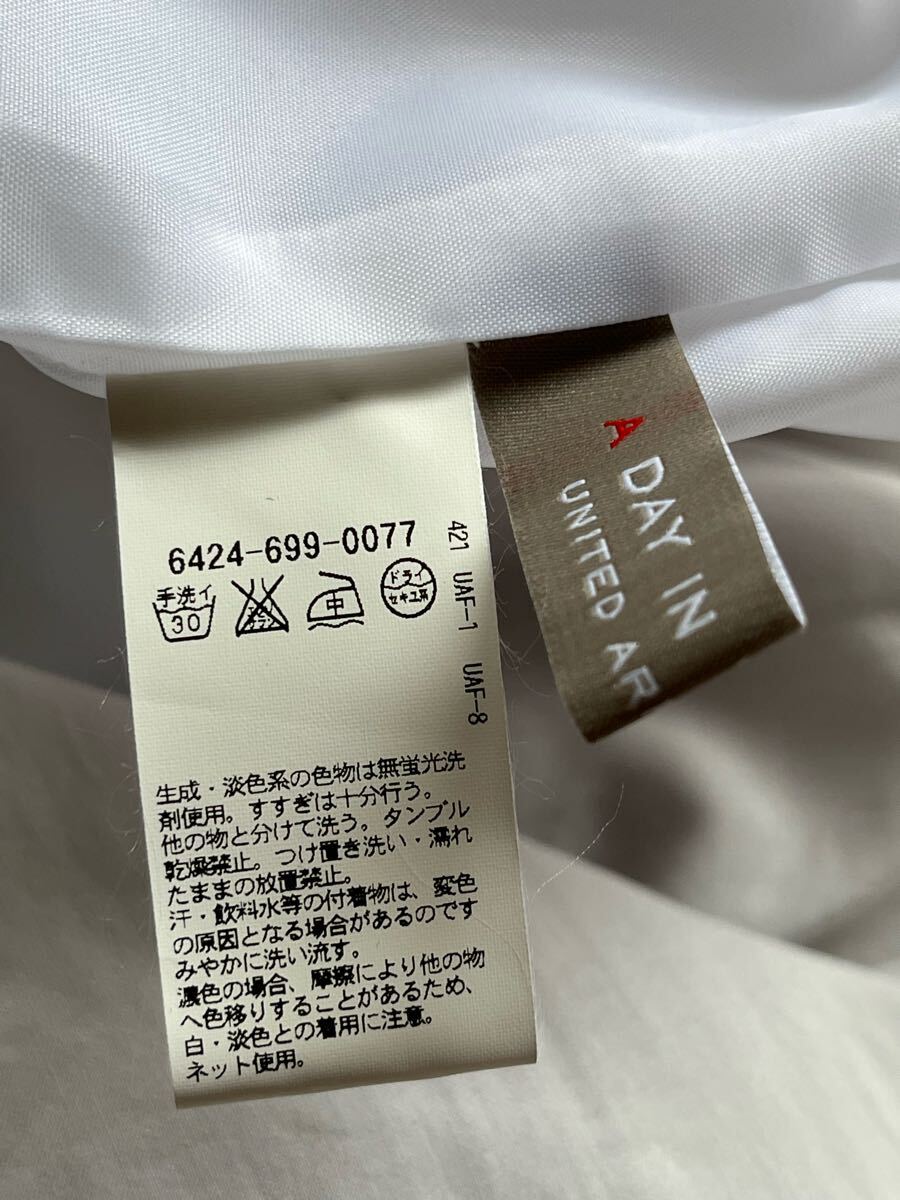 6424-699-0077
手洗イ
30
エンソ
サラシ
中
ドライ
セキユ系
生成・淡色系の色物は無蛍光洗
剤使用。すすぎは十分行う。
他の物と分けて洗う。タンブル
乾燥禁止。つけ置き洗い・濡れ
たままの放置禁止。
汗・飲料水等の付着物は、変色
の原因となる場合があるのです
みやかに洗い流す。
濃色の場合、摩擦により他の物
へ色移りすることがあるため、
白・淡色との着用に注意。
ネット使用。
421 UAF-1 UAF-8
A DAY IN
UNITED AR